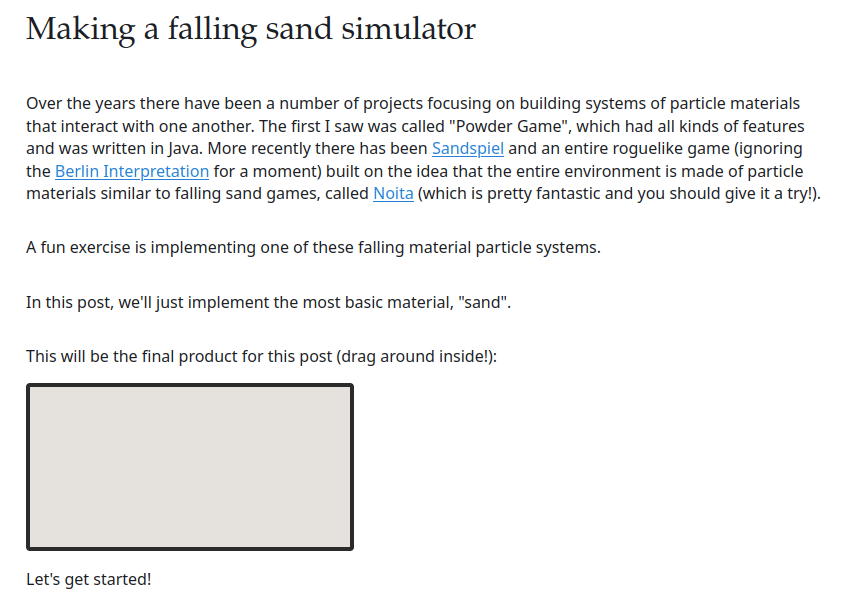 Making a falling sand simulator
Over the years there have been a number of projects focusing on building systems of particle materials
that interact with one another. The first I saw was called "Powder Game", which had all kinds of features
and was written in Java. More recently there has been Sandspiel and an entire roguelike game (ignoring
the Berlin Interpretation for a moment) built on the idea that the entire environment is made of particle
materials similar to falling sand games, called Noita (which is pretty fantastic and you should give it a try!).
A fun exercise is implementing one of these falling material particle systems.
In this post, we'll just implement the most basic material, "sand".
This will be the final product for this post (drag around inside!):
Let's get started!